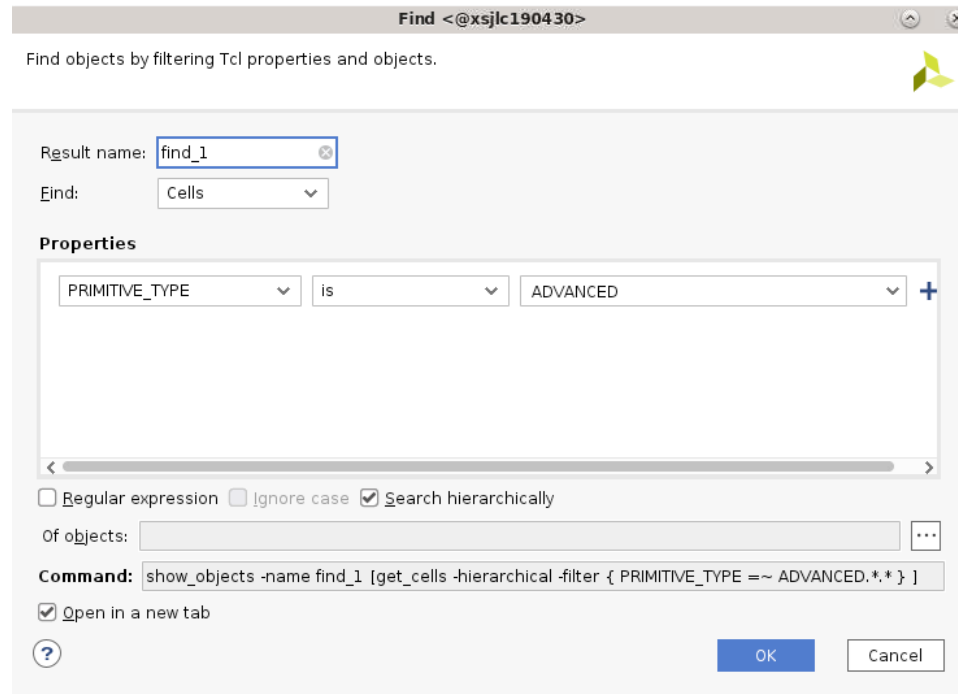 Find <@xsjlc190430>
Find objects by filtering Tcl properties and objects.
Result name: find_1
Find: Cells
Properties
PRIMITIVE_TYPE is ADVANCED
Regular expression Ignore case Search hierarchically
Of objects: ...
Command: show_objects -name find_1 [get_cells -hierarchical -filter { PRIMITIVE_TYPE =~ ADVANCED.*.* } ]
Open in a new tab
? OK Cancel